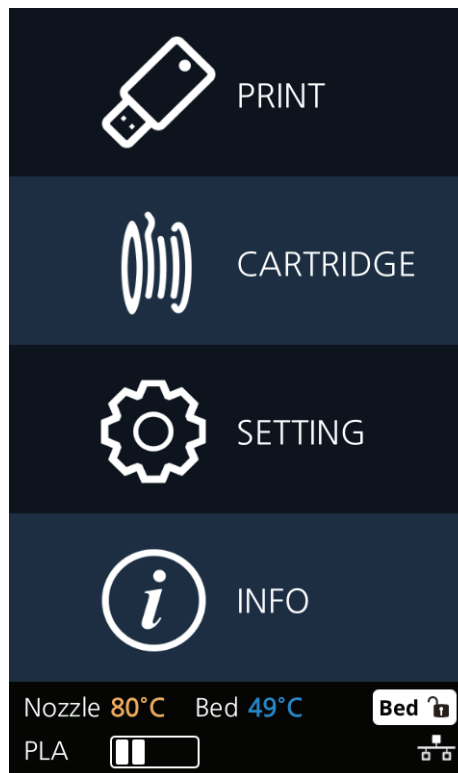 PRINT
CARTRIDGE
SETTING
INFO
Nozzle 80°C Bed 49°C Bed
PLA